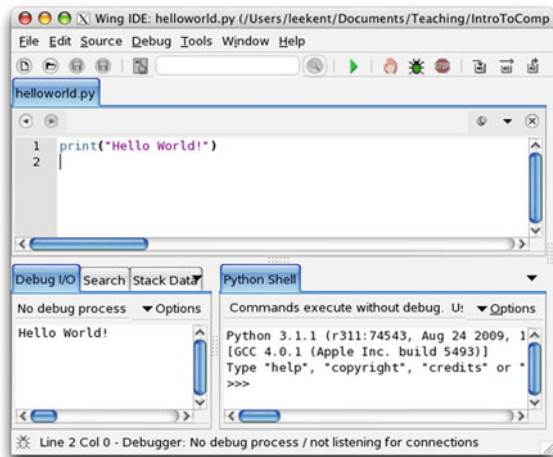 Wing IDE: helloworld.py (/Users/leekent/Documents/Teaching/IntroToComp
File Edit Source Debug Tools Window Help
helloworld.py
1 print("Hello World!")
2
Debug I/O Search Stack Data
Python Shell
No debug process Options
Commands execute without debug. Options
Hello World!
Python 3.1.1 (r311:74543, Aug 24 2009, 1
[GCC 4.0.1 (Apple Inc. build 5493)]
Type "help", "copyright", "credits" or "
>>>
Line 2 Col 0 - Debugger: No debug process / not listening for connections